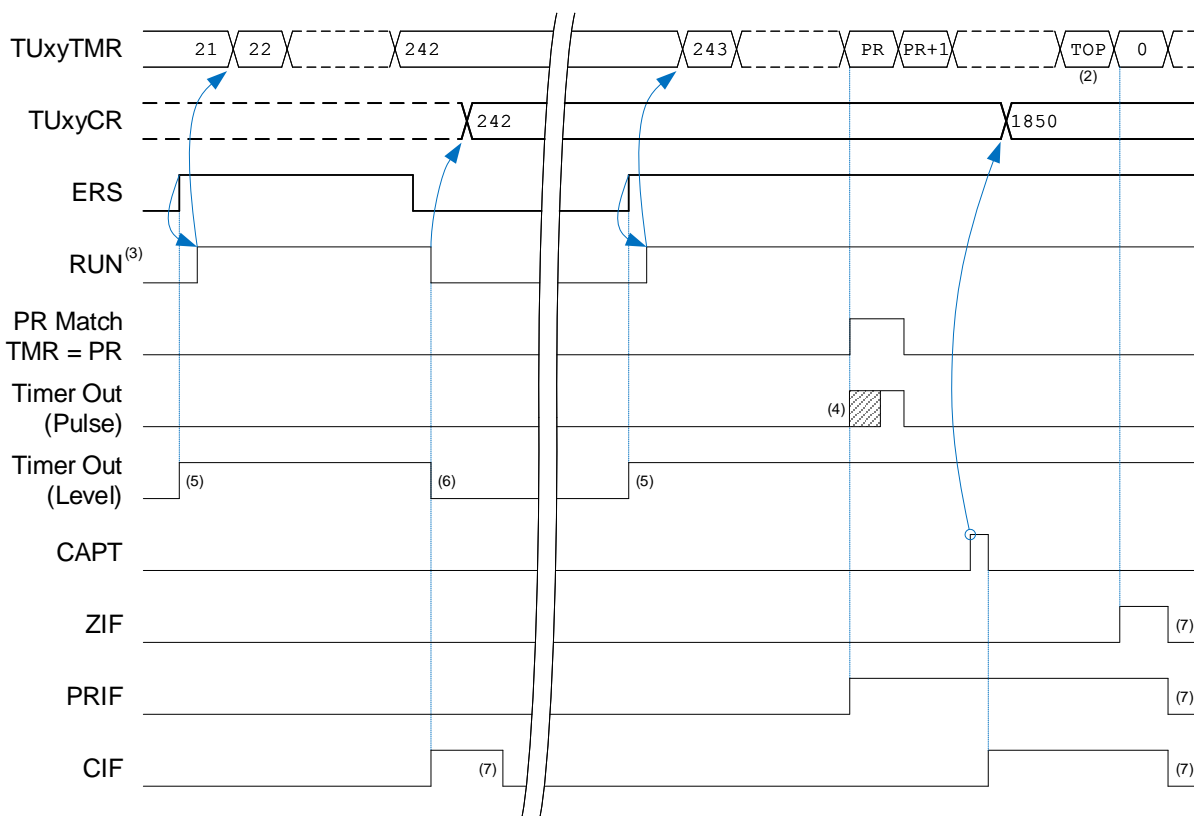 TUxyTMR 21 22 242 243 PR PR+1 TOP 0
(2)
TUxyCR 242 1850
ERS
RUN(3)
PR Match
TMR = PR
Timer Out
(Pulse) (4)
Timer Out
(Level) (5) (6) (5)
CAPT
ZIF (7)
PRIF (7)
CIF (7) (7)